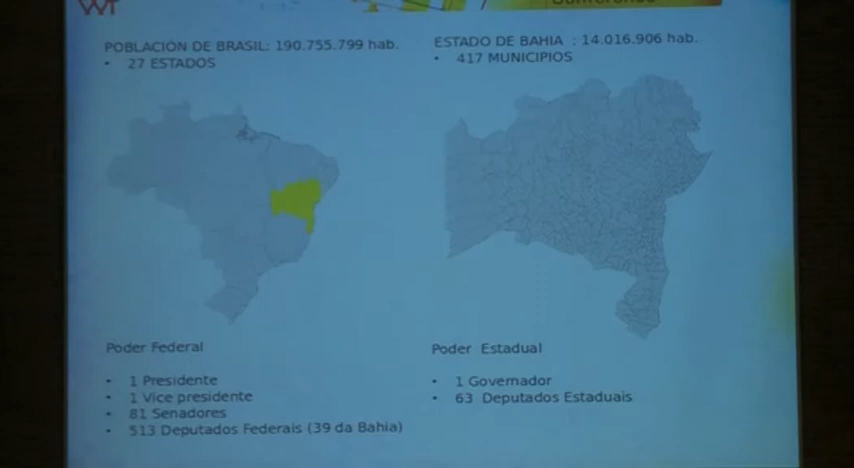 POBLACIÓN DE BRASIL: 190.755.799 hab.
• 27 ESTADOS
ESTADO DE BAHIA : 14.016.906 hab.
• 417 MUNICIPIOS
Poder Federal
• 1 Presidente
• 1 Vice presidente
• 81 Senadores
• 513 Deputados Federais (39 da Bahia)
Poder Estadual
• 1 Governador
• 63 Deputados Estaduais